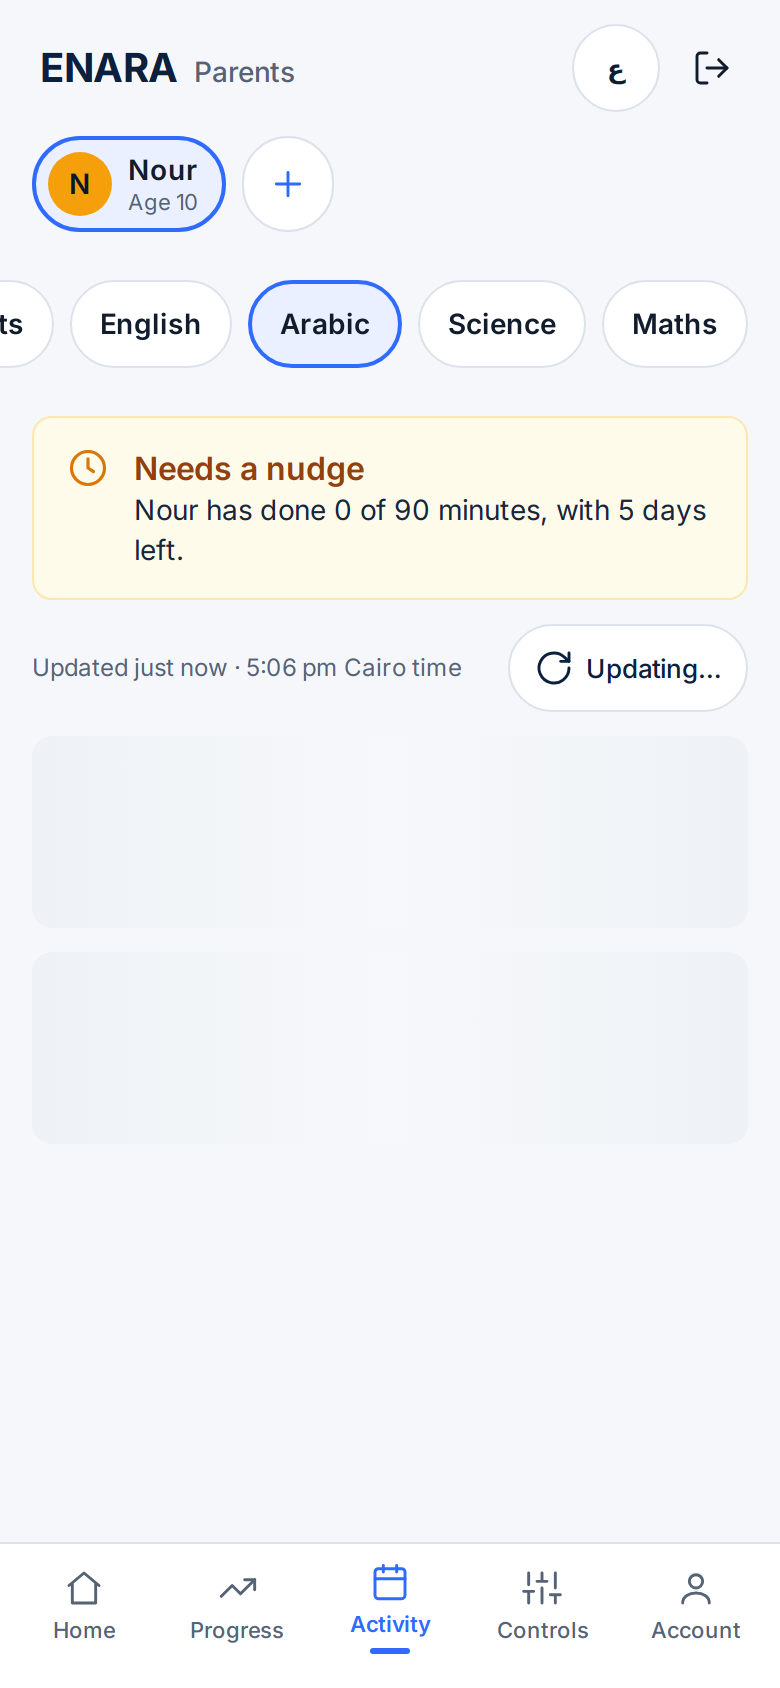 ENARA Parents ع
N Nour
Age 10
ts English Arabic Science Maths
Needs a nudge
Nour has done 0 of 90 minutes, with 5 days
left.
Updated just now · 5:06 pm Cairo time Updating...
Home Progress Activity Controls Account